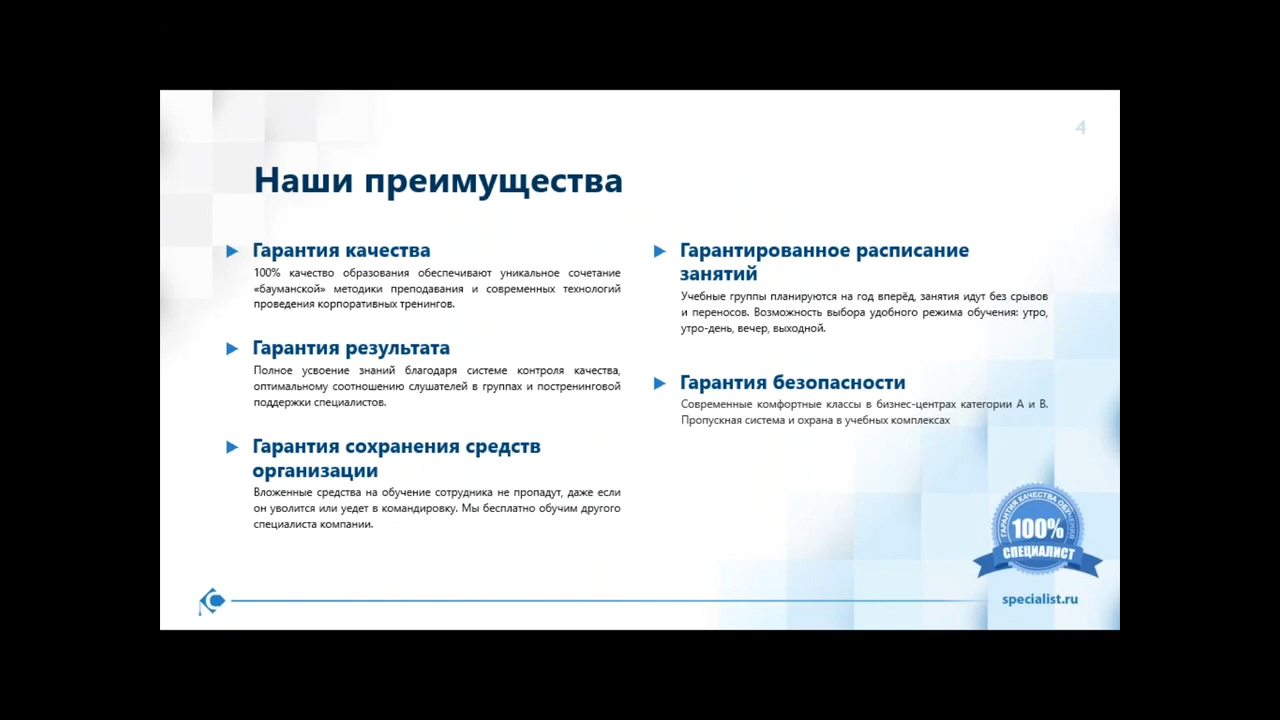 4
Наши преимущества
Гарантия качества
100% качество образования обеспечивают уникальное сочетание
«бауманской» методики преподавания и современных технологий
проведения корпоративных тренингов.
Гарантия результата
Полное усвоение знаний благодаря системе контроля качества,
оптимальному соотношению слушателей в группах и постренинговой
поддержки специалистов.
Гарантия сохранения средств
организации
Вложенные средства на обучение сотрудника не пропадут, даже если
он уволится или уедет в командировку. Мы бесплатно обучим другого
специалиста компании.
Гарантированное расписание
занятий
Учебные группы планируются на год вперёд, занятия идут без срывов
и переносов. Возможность выбора удобного режима обучения: утро,
утро-день, вечер, выходной.
Гарантия безопасности
Современные комфортные классы в бизнес-центрах категории А и В.
Пропускная система и охрана в учебных комплексах
ГАРАНТИЯ КАЧЕСТВА ОБУЧЕНИЯ
100%
СПЕЦИАЛИСТ
specialist.ru